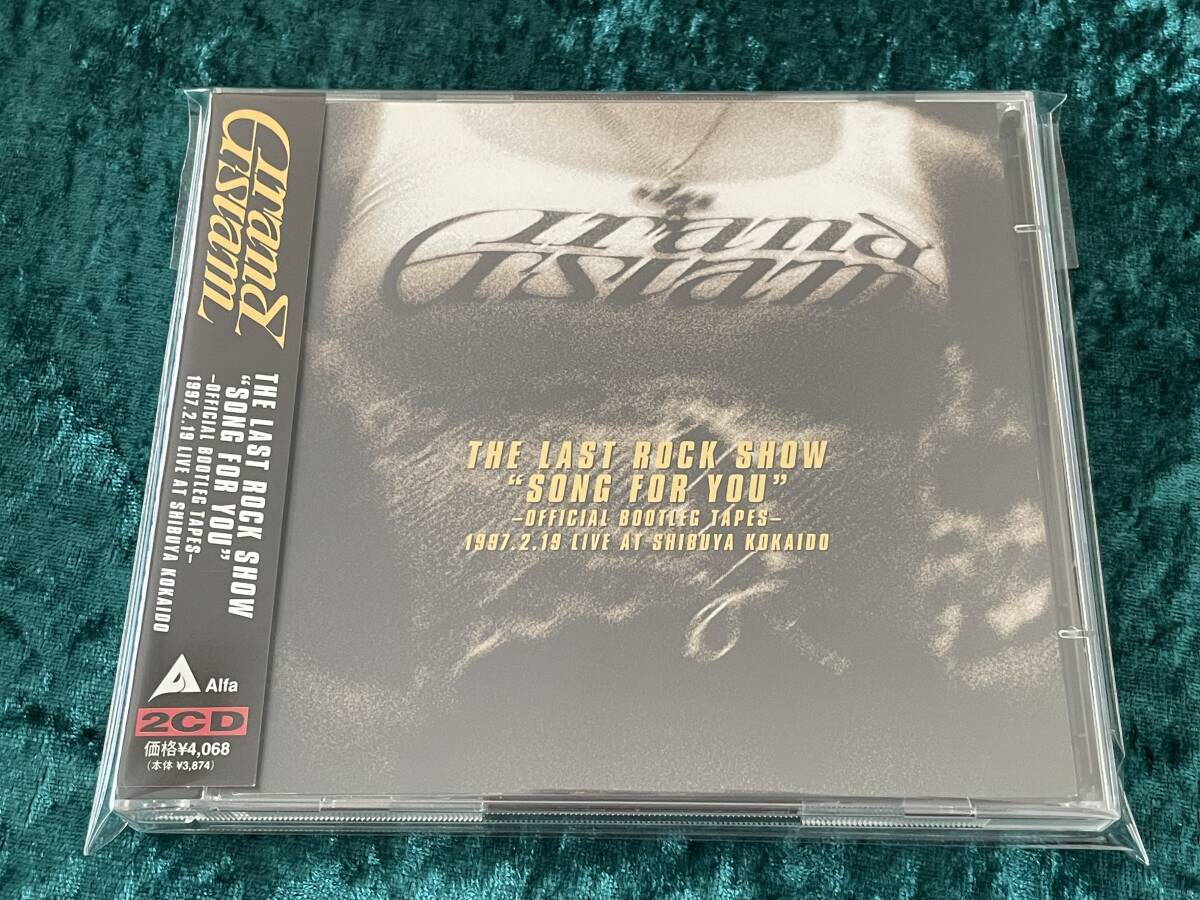 Grand
Slam
THE LAST ROCK SHOW
"SONG FOR YOU"
–OFFICIAL BOOTLEG TAPES–
1997.2.19 LIVE AT SHIBUYA KOKAIDO
Alfa
2CD
価格¥4,068
(本体 ¥3,874)
Grand
Slam
THE LAST ROCK SHOW
“SONG FOR YOU”
–OFFICIAL BOOTLEG TAPES–
1997.2.19 LIVE AT SHIBUYA KOKAIDO